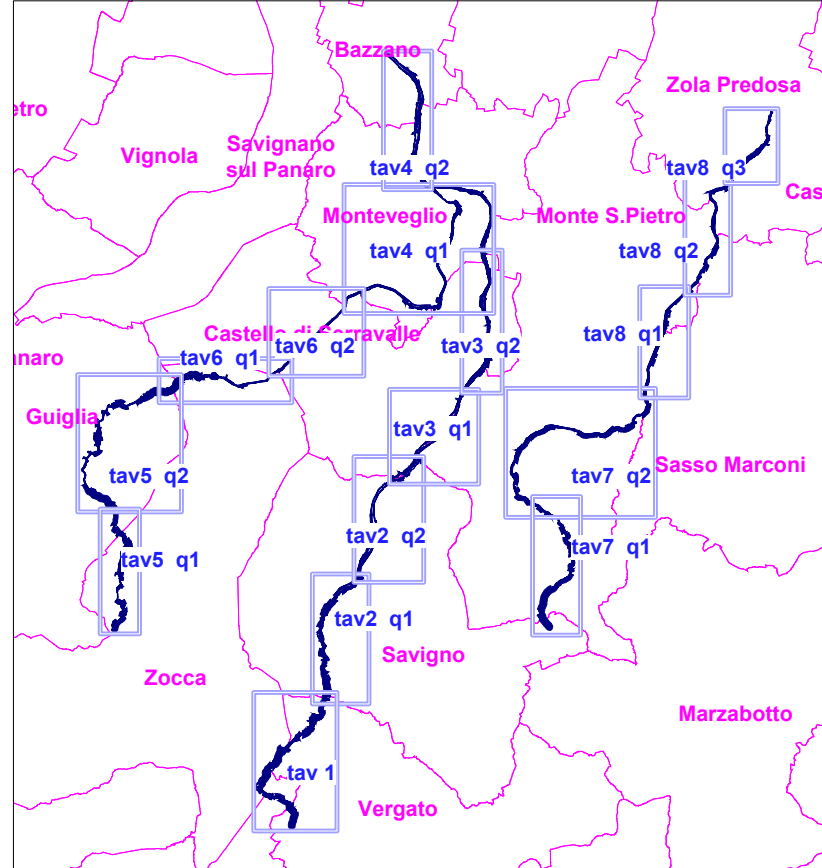 Bazzano
Zola Predosa
etro
Vignola
Savignano
sul Panaro
tav4 q2
tav8 q3
Cas
Monteveglio
Monte S.Pietro
tav4 q1
tav8 q2
Castello di Serravalle
tav8 q1
tav6 q2
tav3 q2
tav6 q1
anaro
Guiglia
tav3 q1
tav5 q2
Sasso Marconi
tav7 q2
tav2 q2
tav7 q1
tav5 q1
tav2 q1
Savigno
Zocca
Marzabotto
tav 1
Vergato